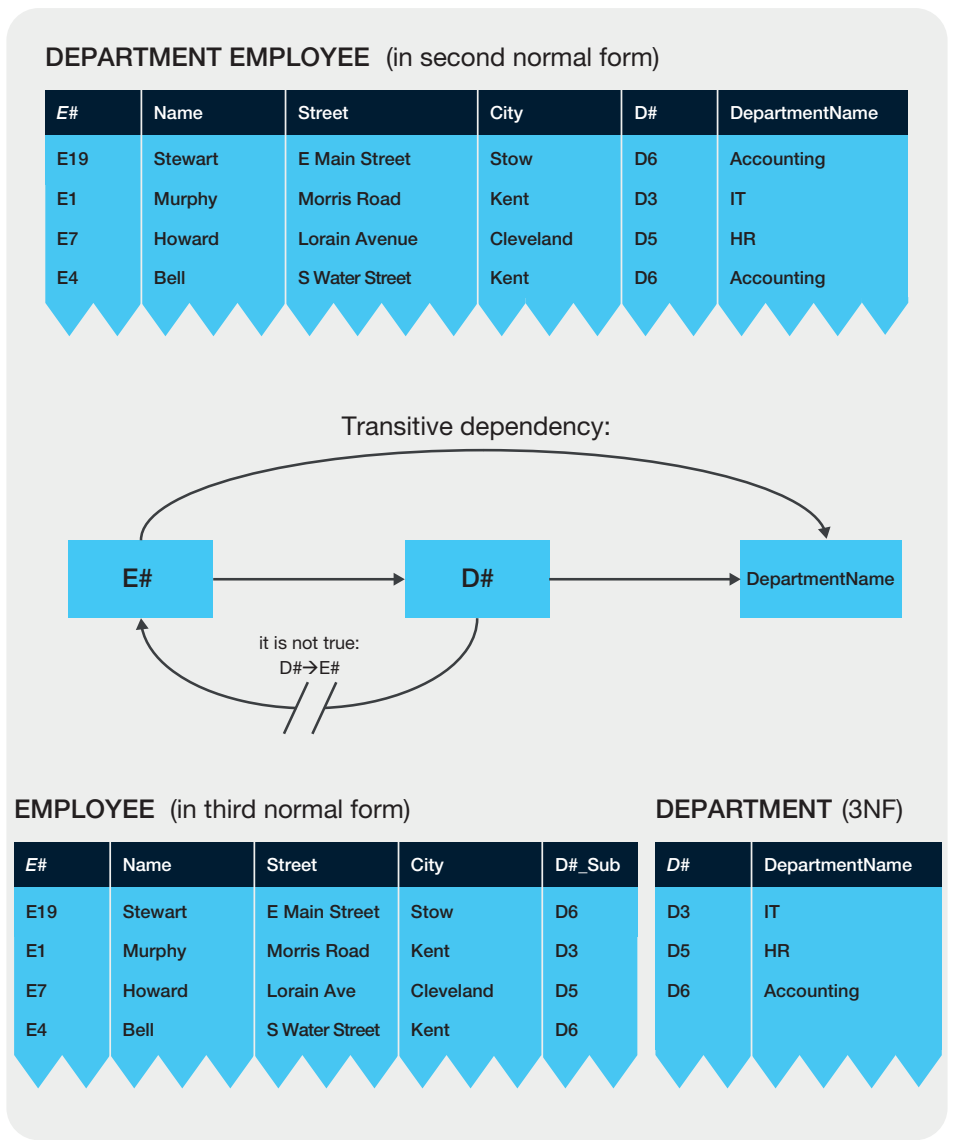 DEPARTMENT EMPLOYEE (in second normal form)
E# Name Street City D# DepartmentName
E19 Stewart E Main Street Stow D6 Accounting
E1 Murphy Morris Road Kent D3 IT
E7 Howard Lorain Avenue Cleveland D5 HR
E4 Bell S Water Street Kent D6 Accounting
Transitive dependency:
E# D# DepartmentName
it is not true:
D#→E#
EMPLOYEE (in third normal form)
E# Name Street City D#_Sub
E19 Stewart E Main Street Stow D6
E1 Murphy Morris Road Kent D3
E7 Howard Lorain Ave Cleveland D5
E4 Bell S Water Street Kent D6
DEPARTMENT (3NF)
D# DepartmentName
D3 IT
D5 HR
D6 Accounting